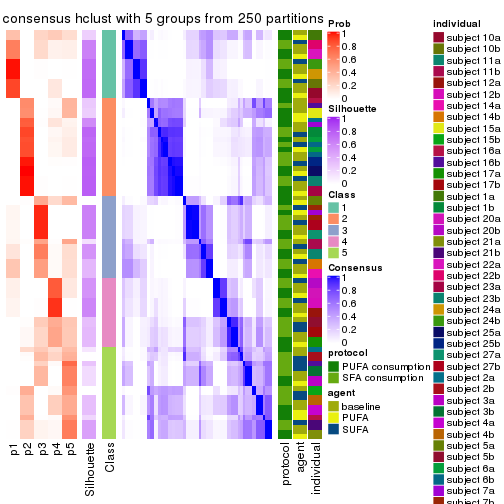 consensus hclust with 5 groups from 250 partitions
Prob
1
0.8
0.6
0.4
0.2
0
Silhouette
1
0.8
0.6
0.4
0.2
0
Class
1
2
3
4
5
Consensus
1
0.8
0.6
0.4
0.2
0
protocol
PUFA consumption
SFA consumption
agent
baseline
PUFA
SUFA
individual
subject 10a
subject 10b
subject 11a
subject 11b
subject 12a
subject 12b
subject 14a
subject 14b
subject 15a
subject 15b
subject 16a
subject 16b
subject 17a
subject 17b
subject 1a
subject 1b
subject 20a
subject 20b
subject 21a
subject 21b
subject 22a
subject 22b
subject 23a
subject 23b
subject 24a
subject 24b
subject 25a
subject 25b
subject 27a
subject 27b
subject 2a
subject 2b
subject 3a
subject 3b
subject 4a
subject 4b
subject 5a
subject 5b
subject 6a
subject 6b
subject 7a
subject 7b
p1
p2
p3
p4
p5
Silhouette
Class
protocol
agent
individual